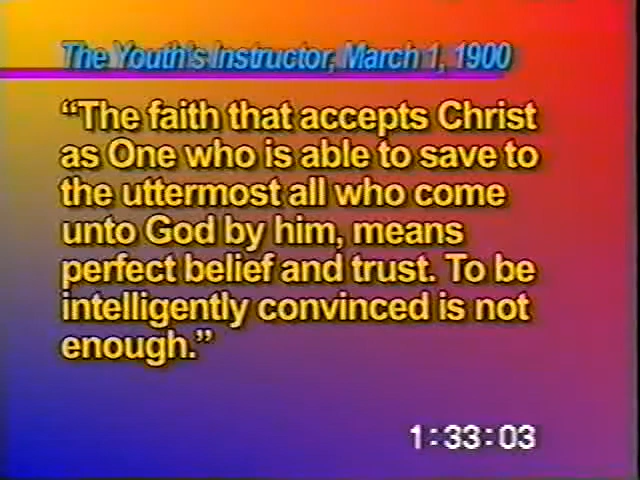 The Youth's Instructor, March 1, 1900
“The faith that accepts Christ
as One who is able to save to
the uttermost all who come
unto God by him, means
perfect belief and trust. To be
intelligently convinced is not
enough.”
1:33:03